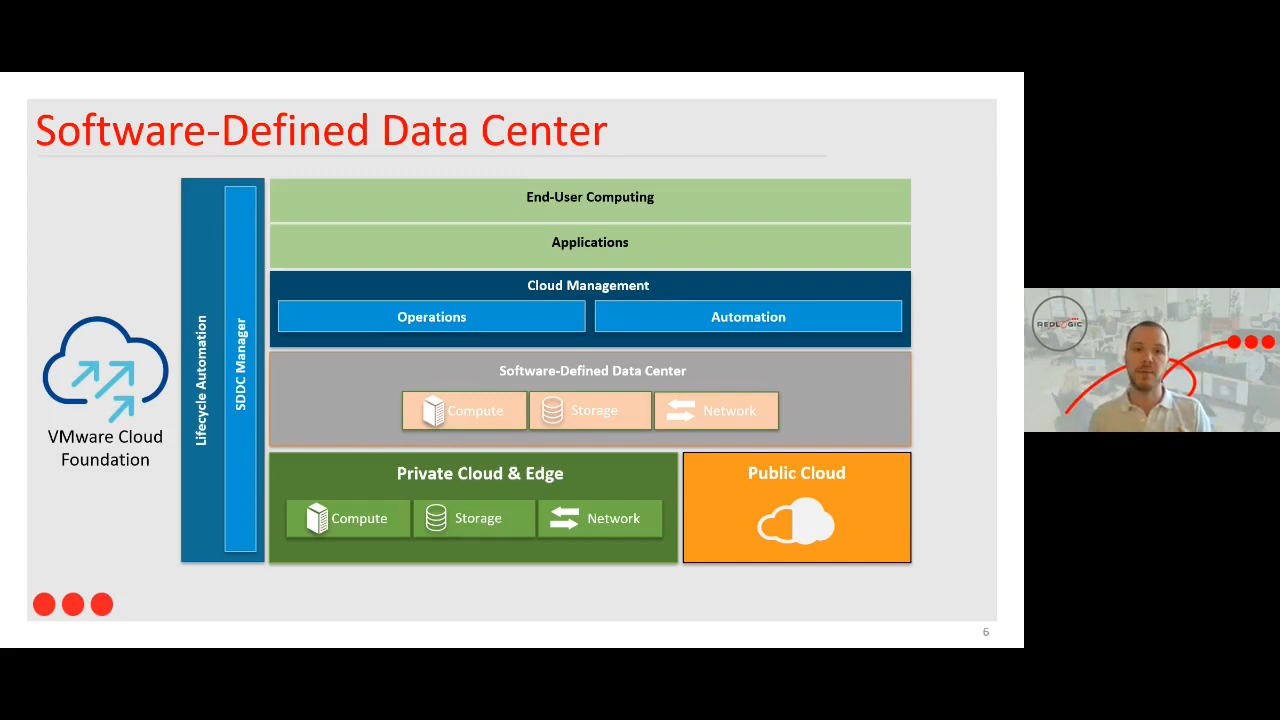 Software-Defined Data Center
End-User Computing
Applications
Cloud Management
Operations
Automation
Software-Defined Data Center
Compute
Storage
Network
Private Cloud & Edge
Compute
Storage
Network
Public Cloud
Lifecycle Automation
SDDC Manager
VMware Cloud
Foundation
6
REDLOGIC